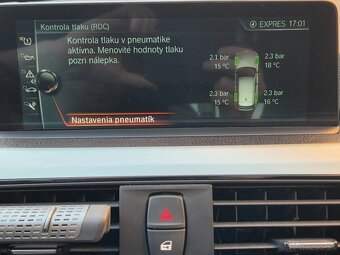 Kontrola tlaku (RDC)
EXPRES 17:01
Kontrola tlaku v pneumatike
aktívna. Menovité hodnoty tlaku
pozri nálepka.
2.1 bar 2.3 bar
15 °C 18 °C
2.3 bar 2.3 bar
15 °C 16 °C
Nastavenia pneumatík